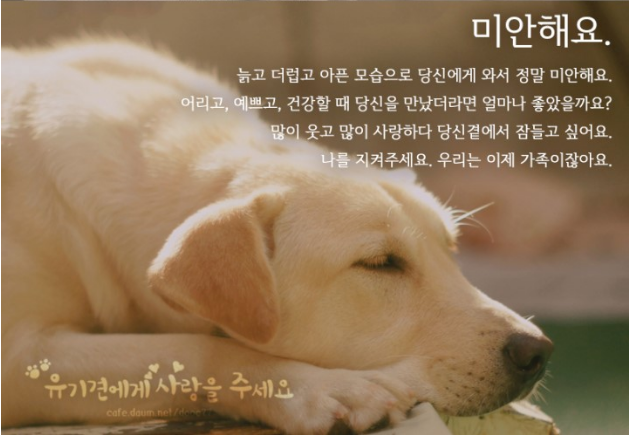 미안해요.
늙고 더럽고 아픈 모습으로 당신에게 와서 정말 미안해요.
어리고, 예쁘고, 건강할 때 당신을 만났더라면 얼마나 좋았을까요?
많이 웃고 많이 사랑하다 당신곁에서 잠들고 싶어요.
나를 지켜주세요. 우리는 이제 가족이잖아요.
유기견에게 사랑을 주세요